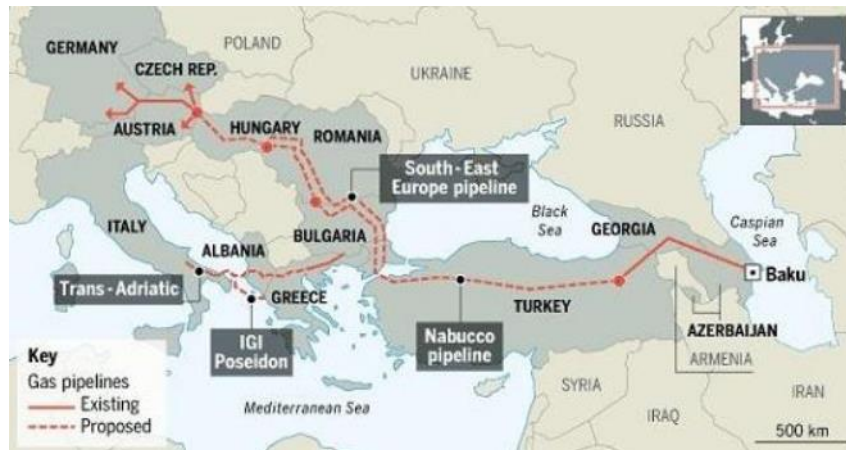 GERMANY
POLAND
CZECH REP.
UKRAINE
AUSTRIA
HUNGARY
ROMANIA
RUSSIA
South-East
Europe pipeline
ITALY
Black
Sea
GEORGIA
Caspian
Sea
ALBANIA
BULGARIA
Baku
Trans-Adriatic
GREECE
TURKEY
AZERBAIJAN
IGI
Poseidon
Nabucco
pipeline
ARMENIA
Key
Gas pipelines
Existing
Proposed
SYRIA
IRAN
Mediterranean Sea
IRAQ
500 km